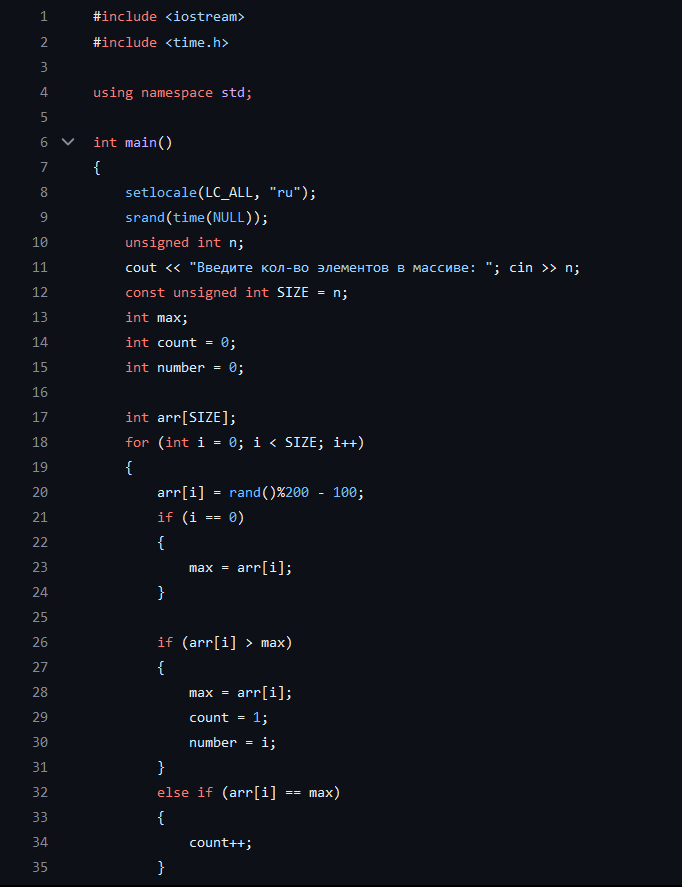 1 #include <iostream>
2 #include <time.h>
3
4 using namespace std;
5
6 int main()
7 {
8     setlocale(LC_ALL, "ru");
9     srand(time(NULL));
10     unsigned int n;
11     cout << "Введите кол-во элементов в массиве: "; cin >> n;
12     const unsigned int SIZE = n;
13     int max;
14     int count = 0;
15     int number = 0;
16
17     int arr[SIZE];
18     for (int i = 0; i < SIZE; i++)
19     {
20         arr[i] = rand()%200 - 100;
21         if (i == 0)
22         {
23             max = arr[i];
24         }
25
26         if (arr[i] > max)
27         {
28             max = arr[i];
29             count = 1;
30             number = i;
31         }
32         else if (arr[i] == max)
33         {
34             count++;
35         }